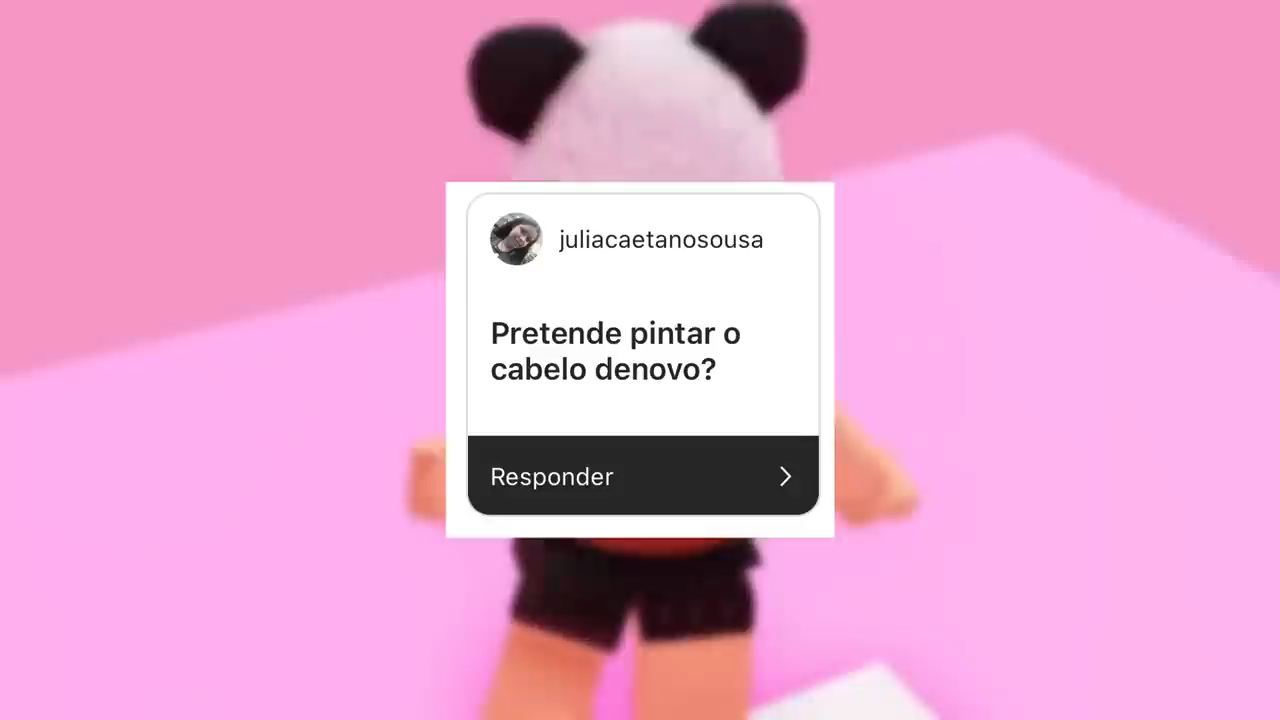 juliacaetanosousa
Pretende pintar o
cabelo denovo?
Responder